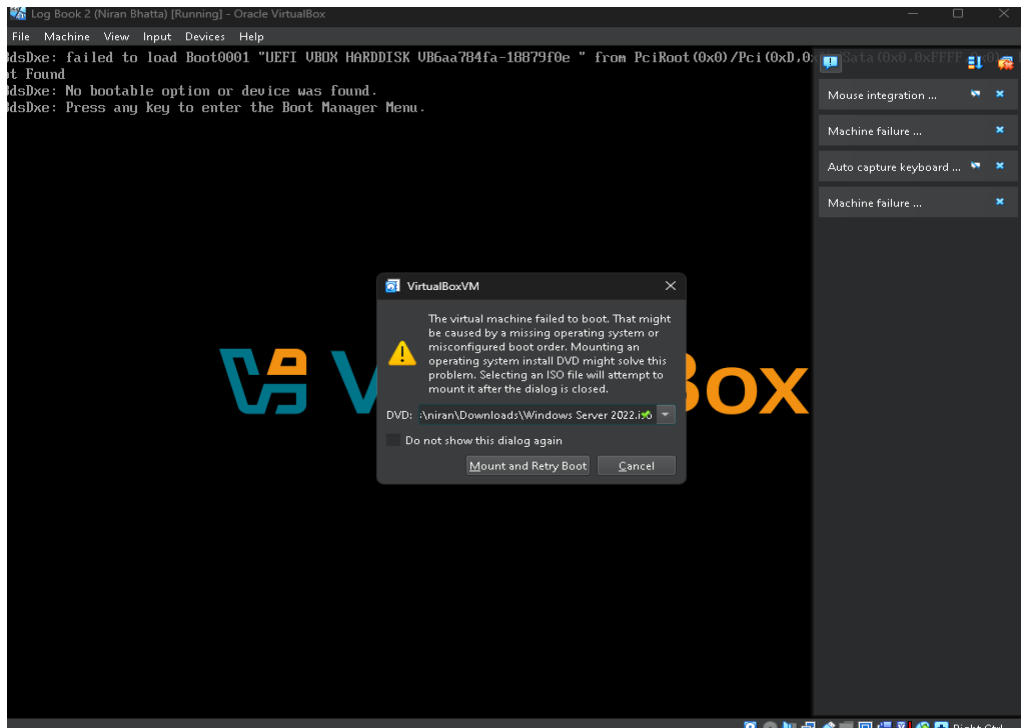 Log Book 2 (Niran Bhatta) [Running] - Oracle VirtualBox
File Machine View Input Devices Help
dsDxe: failed to load Boot0001 "UEFI VBOX HARDDISK VB6aa784fa-18879f0e " from PciRoot(0x0)/Pci(0xD,0x Sata(0x0,0xFFFF,0x0)
t Found
dsDxe: No bootable option or device was found.
dsDxe: Press any key to enter the Boot Manager Menu.
Mouse integration ...
Machine failure ...
Auto capture keyboard ...
Machine failure ...
VirtualBoxVM
The virtual machine failed to boot. That might
be caused by a missing operating system or
misconfigured boot order. Mounting an
operating system install DVD might solve this
problem. Selecting an ISO file will attempt to
mount it after the dialog is closed.
DVD: :\niran\Downloads\Windows Server 2022.iso
Do not show this dialog again
Mount and Retry Boot Cancel
V Box
Right Ctrl